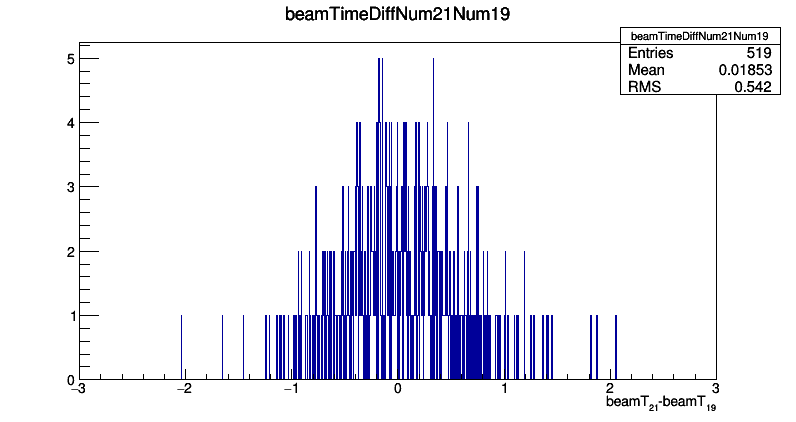 beamTimeDiffNum21Num19
beamTimeDiffNum21Num19
Entries 519
Mean 0.01853
RMS 0.542
5
4
3
2
1
0
−3 −2 −1 0 1 2 3
beamT21-beamT19